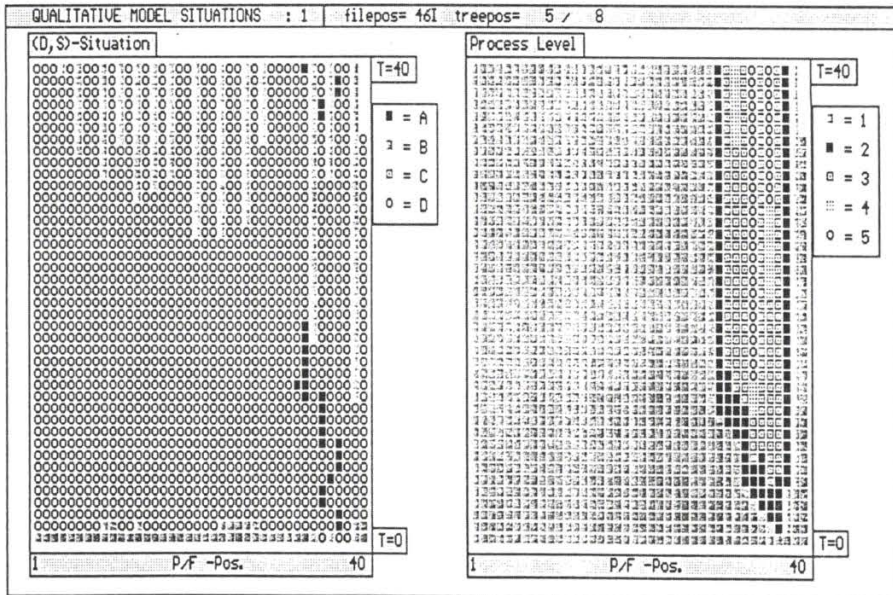 QUALITATIVE MODEL SITUATIONS : 1 filepos= 46I treepos= 5 / 8
(D,S)-Situation
T=40
= A
= B
= C
= D
T=0
1 P/F -Pos. 40
Process Level
T=40
= 1
= 2
= 3
= 4
= 5
T=0
1 P/F -Pos. 40